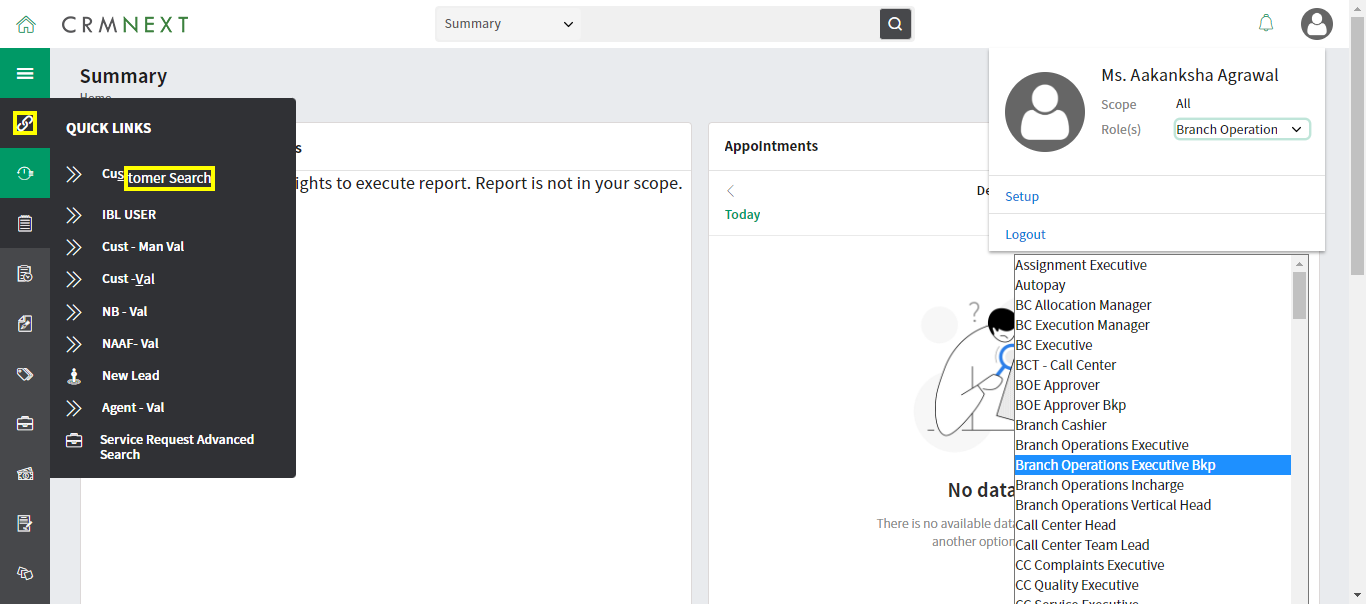 CRMNEXT
Summary
Ms. Aakanksha Agrawal
Scope All
Role(s) Branch Operation
Setup
Logout
Summary
Home
QUICK LINKS
Customer Search
IBL USER
Cust - Man Val
Cust -Val
NB - Val
NAAF- Val
New Lead
Agent - Val
Service Request Advanced
Search
s
ights to execute report. Report is not in your scope.
Appointments
De
Today
No data
There is no available data
another option
Assignment Executive
Autopay
BC Allocation Manager
BC Execution Manager
BC Executive
BCT - Call Center
BOE Approver
BOE Approver Bkp
Branch Cashier
Branch Operations Executive
Branch Operations Executive Bkp
Branch Operations Incharge
Branch Operations Vertical Head
Call Center Head
Call Center Team Lead
CC Complaints Executive
CC Quality Executive
CC Service Executive